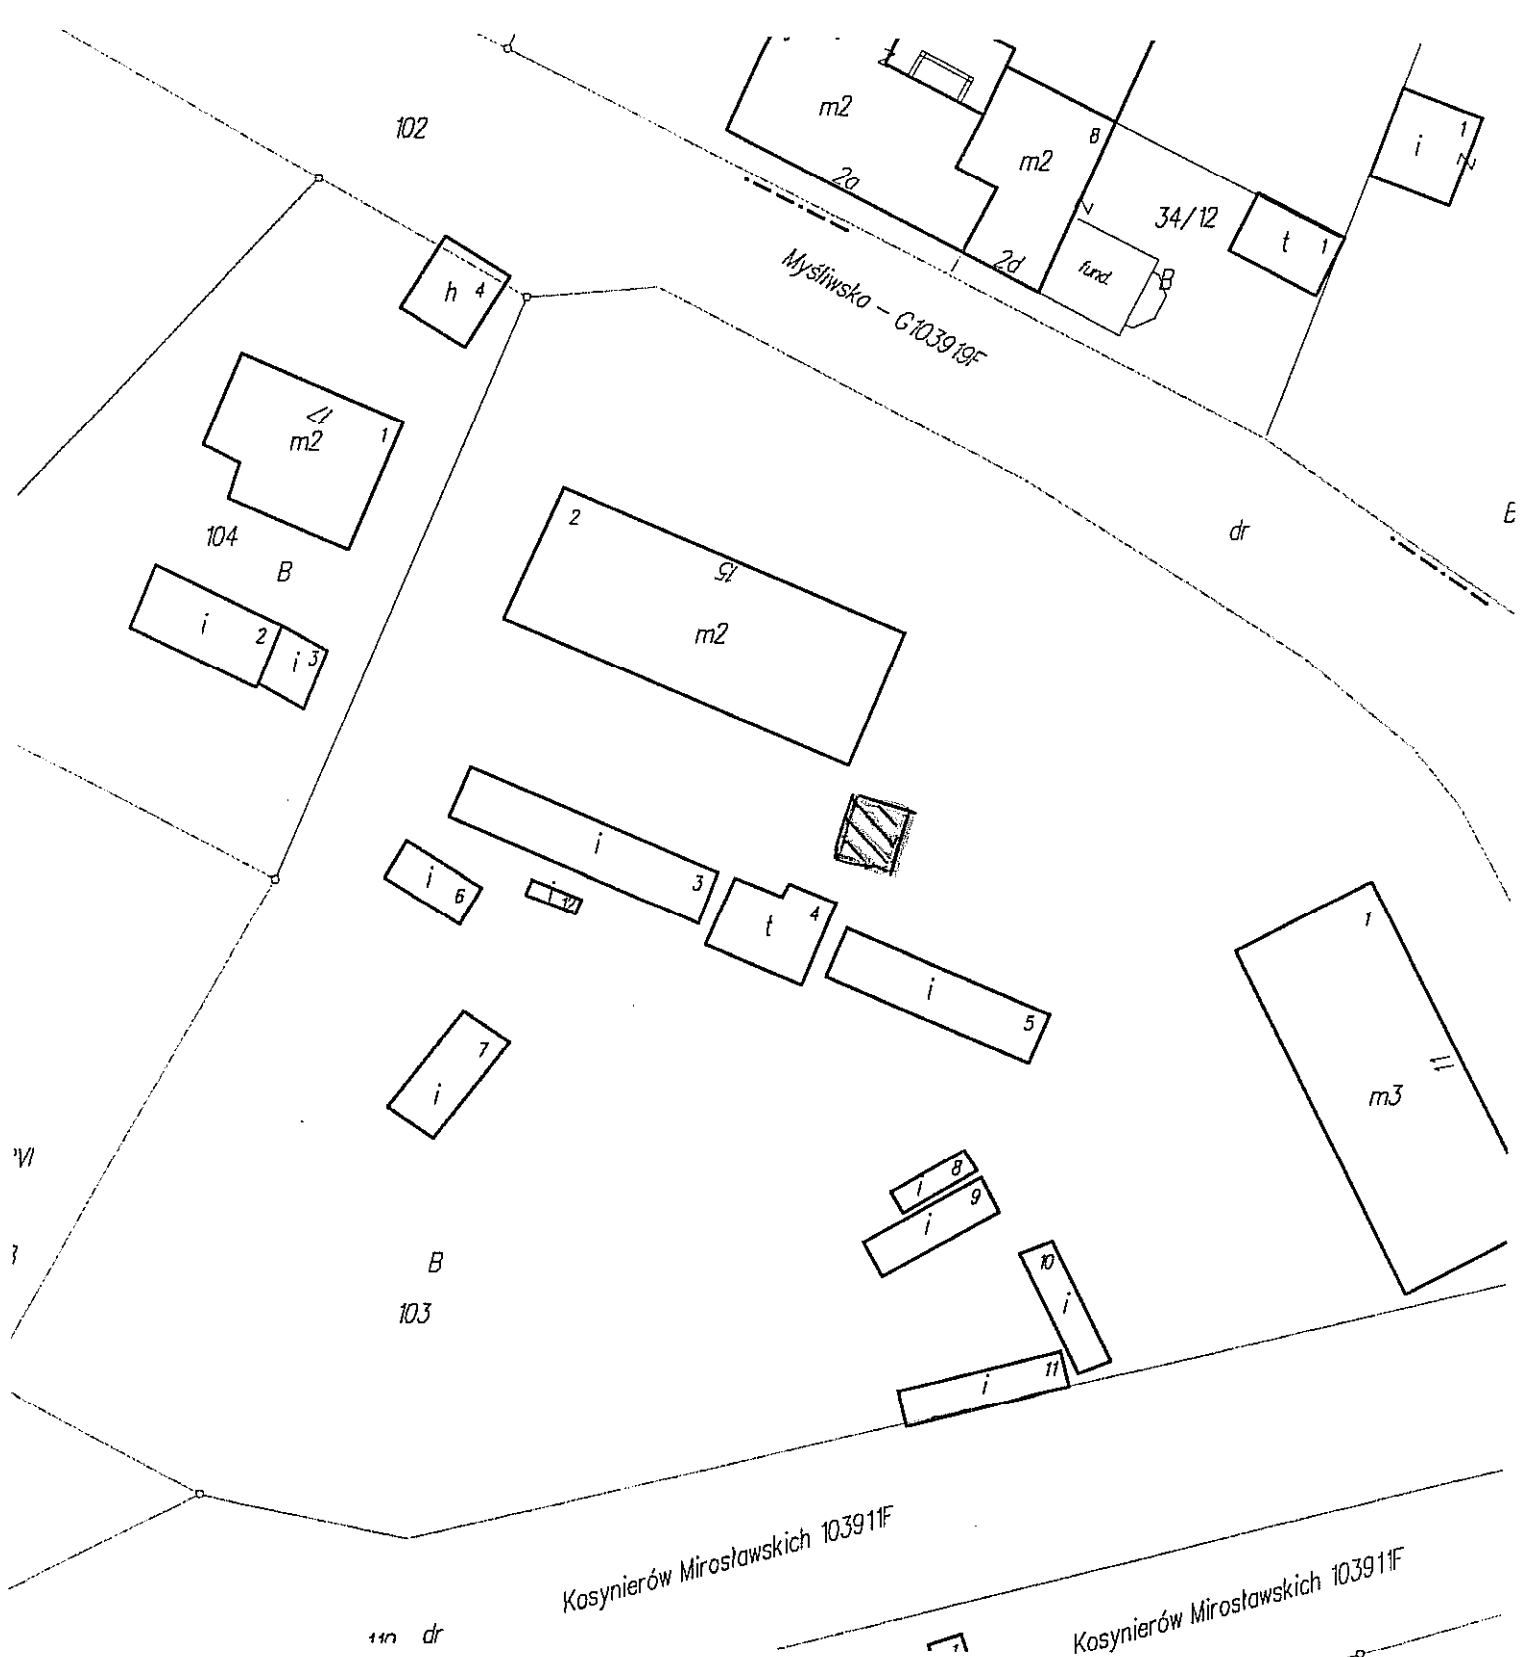 102
m2
2a
8
m2
2d
34/12
fund.
B
t
1
1
i
Myśliwska – G103919F
h
4
17
m2
1
104
B
i
2
i
3
dr
2
15
m2
i
3
i
6
i
12
t
4
i
5
7
i
1
11
m3
i
8
9
i
10
i
11
i
B
103
Kosynierów Mirosławskich 103911F
Kosynierów Mirosławskich 103911F
110
dr
1